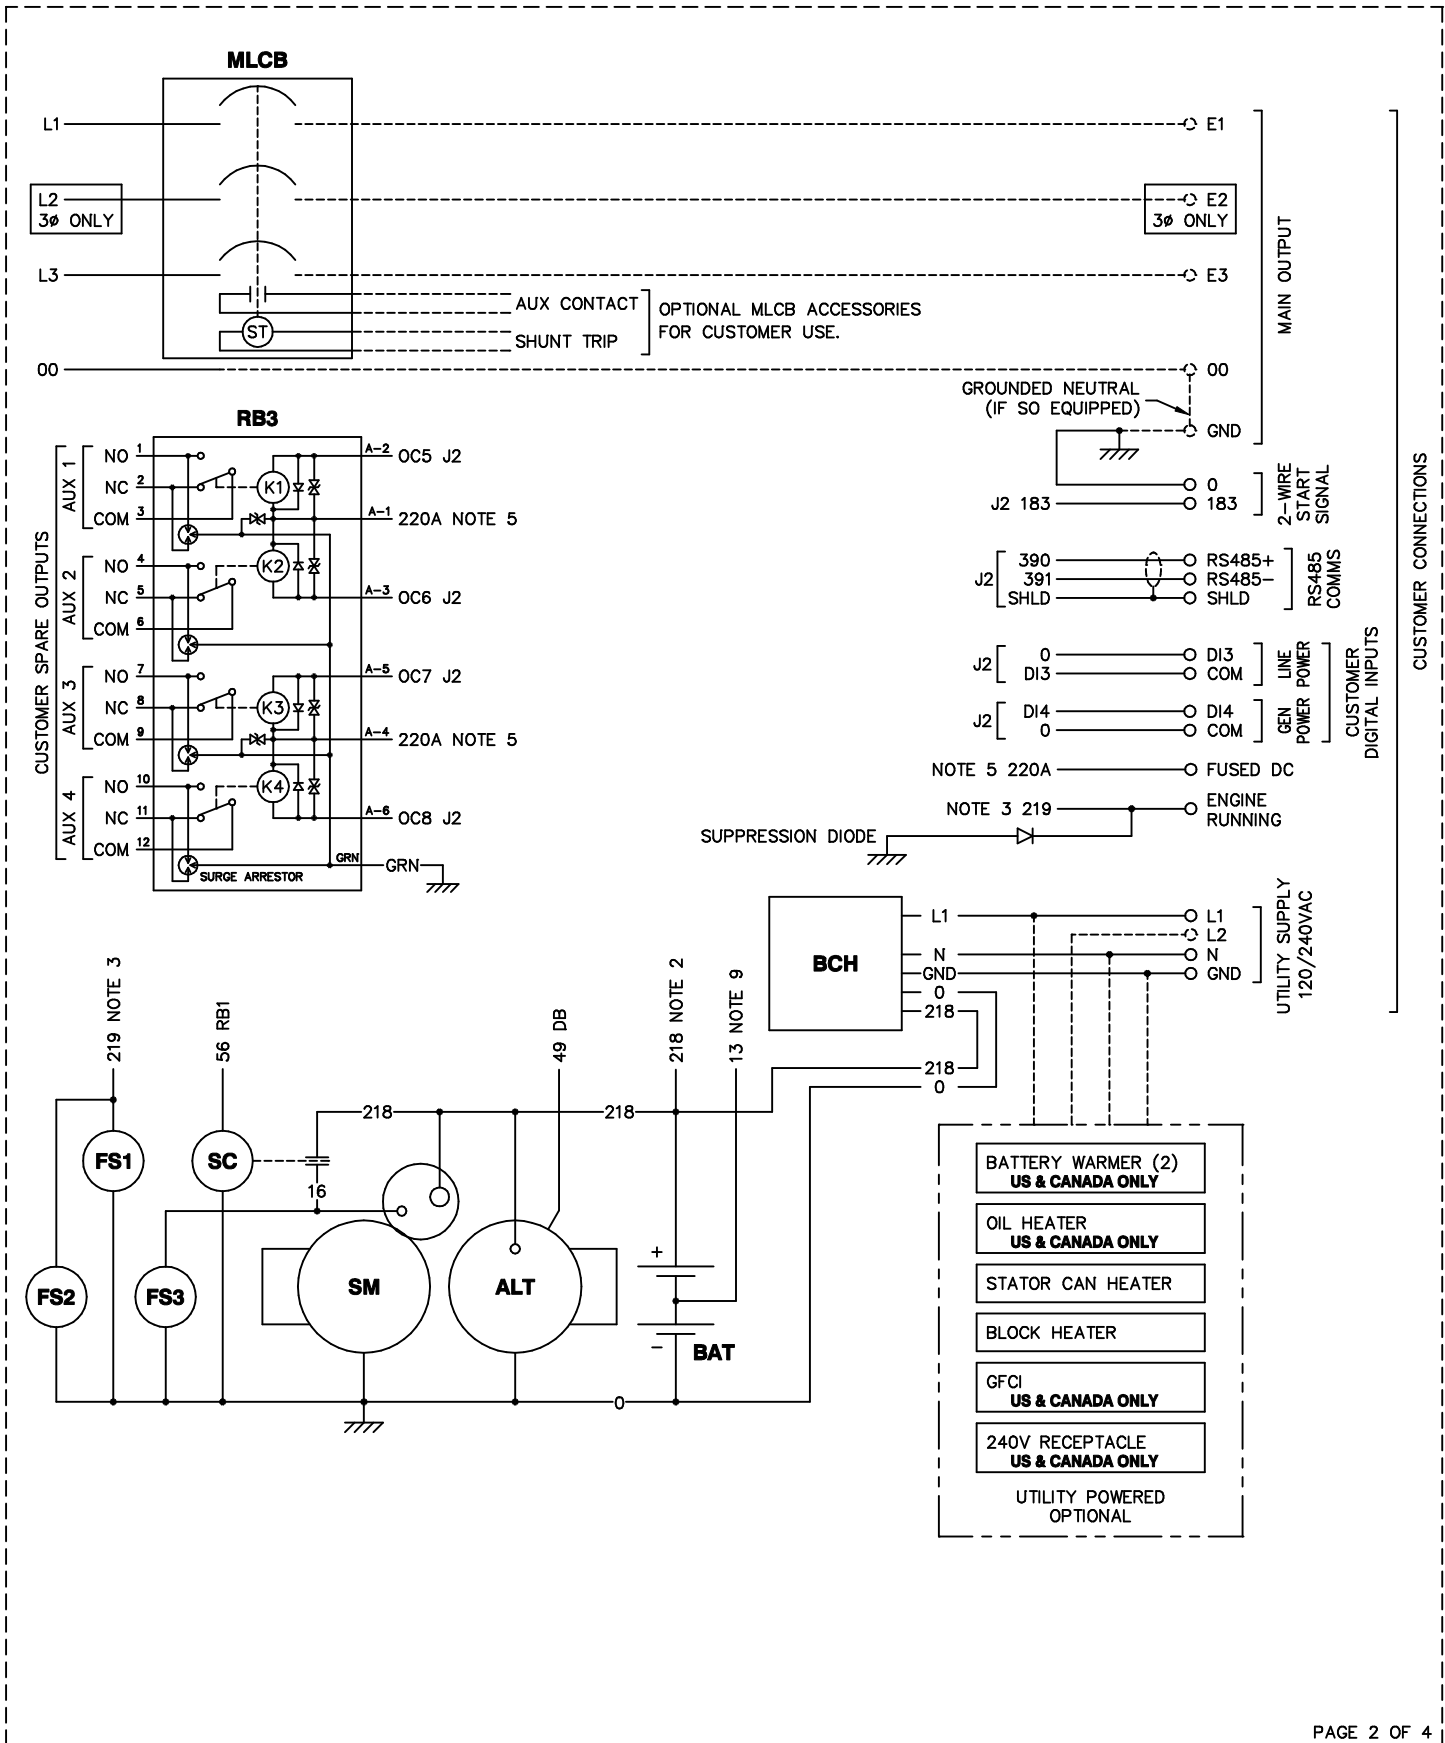 MLCB
L1
E1
L2
3ø ONLY
E2
3ø ONLY
L3
E3
MAIN OUTPUT
AUX CONTACT
SHUNT TRIP
ST
OPTIONAL MLCB ACCESSORIES
FOR CUSTOMER USE.
00
00
GROUNDED NEUTRAL
(IF SO EQUIPPED)
GND
CUSTOMER CONNECTIONS
RB3
CUSTOMER SPARE OUTPUTS
AUX 1
NO 1
NC 2
COM 3
K1
A-2 OC5 J2
A-1 220A NOTE 5
AUX 2
NO 4
NC 5
COM 6
K2
A-3 OC6 J2
AUX 3
NO 7
NC 8
COM 9
K3
A-5 OC7 J2
A-4 220A NOTE 5
AUX 4
NO 10
NC 11
COM 12
K4
A-6 OC8 J2
SURGE ARRESTOR
GRN
GRN
0
J2 183
183
2-WIRE
START
SIGNAL
J2
390
391
SHLD
RS485+
RS485-
SHLD
RS485
COMMS
J2
0
DI3
DI3
COM
LINE
POWER
J2
DI4
0
DI4
COM
GEN
POWER
CUSTOMER
DIGITAL INPUTS
NOTE 5 220A
FUSED DC
NOTE 3 219
ENGINE
RUNNING
SUPPRESSION DIODE
BCH
L1
N
GND
0
218
L1
L2
N
GND
UTILITY SUPPLY
120/240VAC
218
0
219 NOTE 3
56 RB1
49 DB
218 NOTE 2
13 NOTE 9
218
218
FS1
SC
16
FS2
FS3
SM
ALT
+
-
BAT
0
BATTERY WARMER (2)
US & CANADA ONLY
OIL HEATER
US & CANADA ONLY
STATOR CAN HEATER
BLOCK HEATER
GFCI
US & CANADA ONLY
240V RECEPTACLE
US & CANADA ONLY
UTILITY POWERED
OPTIONAL
PAGE 2 OF 4